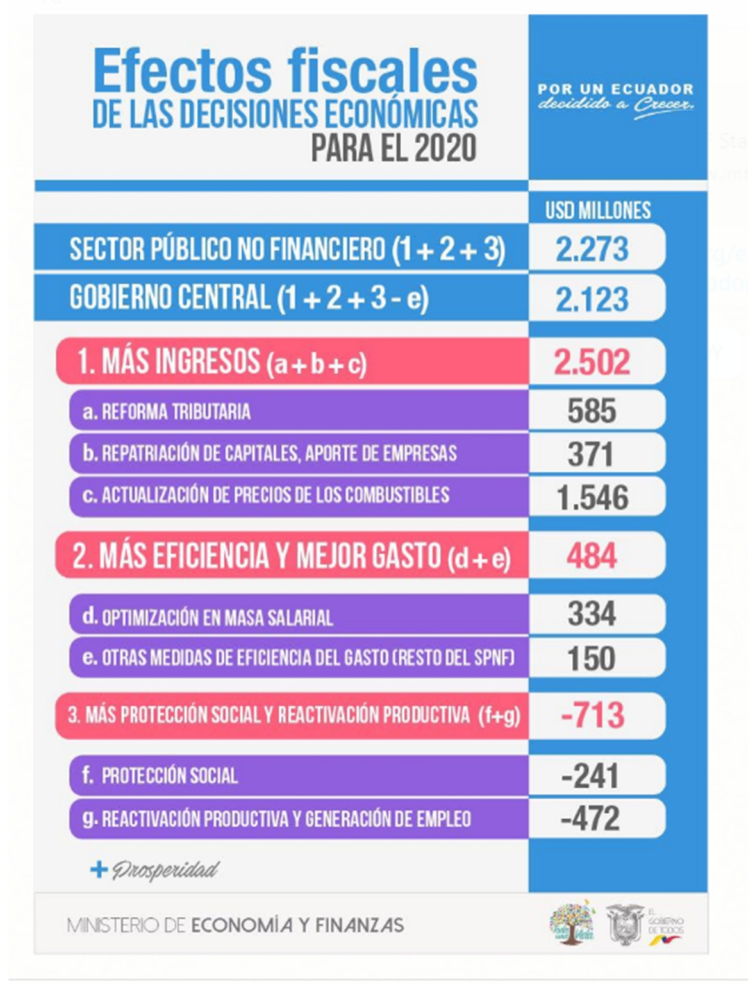 Efectos fiscales
DE LAS DECISIONES ECONÓMICAS
PARA EL 2020
POR UN ECUADOR
decidido a Crecer.
USD MILLONES
SECTOR PÚBLICO NO FINANCIERO (1 + 2 + 3) 2.273
GOBIERNO CENTRAL (1 + 2 + 3 - e) 2.123
1. MÁS INGRESOS (a + b + c) 2.502
a. REFORMA TRIBUTARIA 585
b. REPATRIACIÓN DE CAPITALES, APORTE DE EMPRESAS 371
c. ACTUALIZACIÓN DE PRECIOS DE LOS COMBUSTIBLES 1.546
2. MÁS EFICIENCIA Y MEJOR GASTO (d + e) 484
d. OPTIMIZACIÓN EN MASA SALARIAL 334
e. OTRAS MEDIDAS DE EFICIENCIA DEL GASTO (RESTO DEL SPNF) 150
3. MÁS PROTECCIÓN SOCIAL Y REACTIVACIÓN PRODUCTIVA (f+g) -713
f. PROTECCIÓN SOCIAL -241
g. REACTIVACIÓN PRODUCTIVA Y GENERACIÓN DE EMPLEO -472
+ Prosperidad
MINISTERIO DE ECONOMÍA Y FINANZAS
Toda una Vida
EL
GOBIERNO
DE TODOS